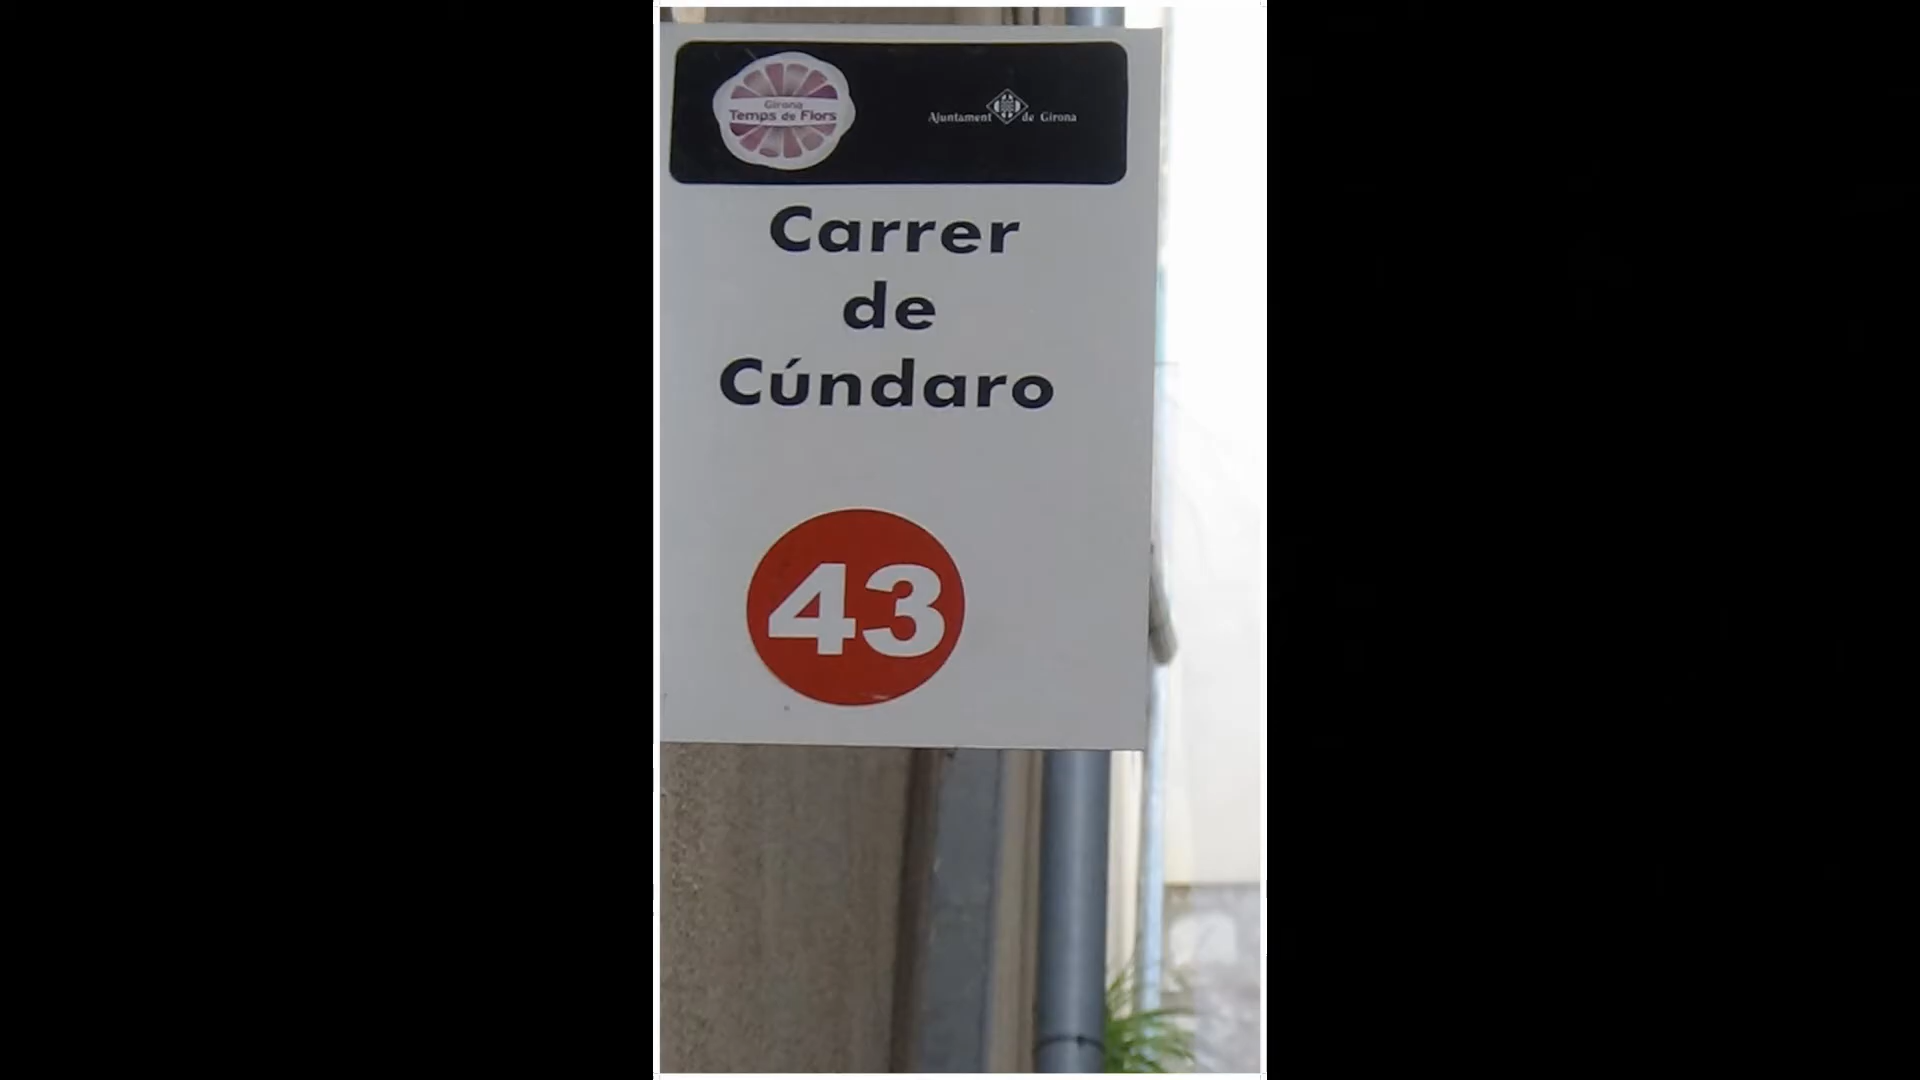 Girona
Temps de Flors
Ajuntament de Girona
Carrer
de
Cúndaro
43